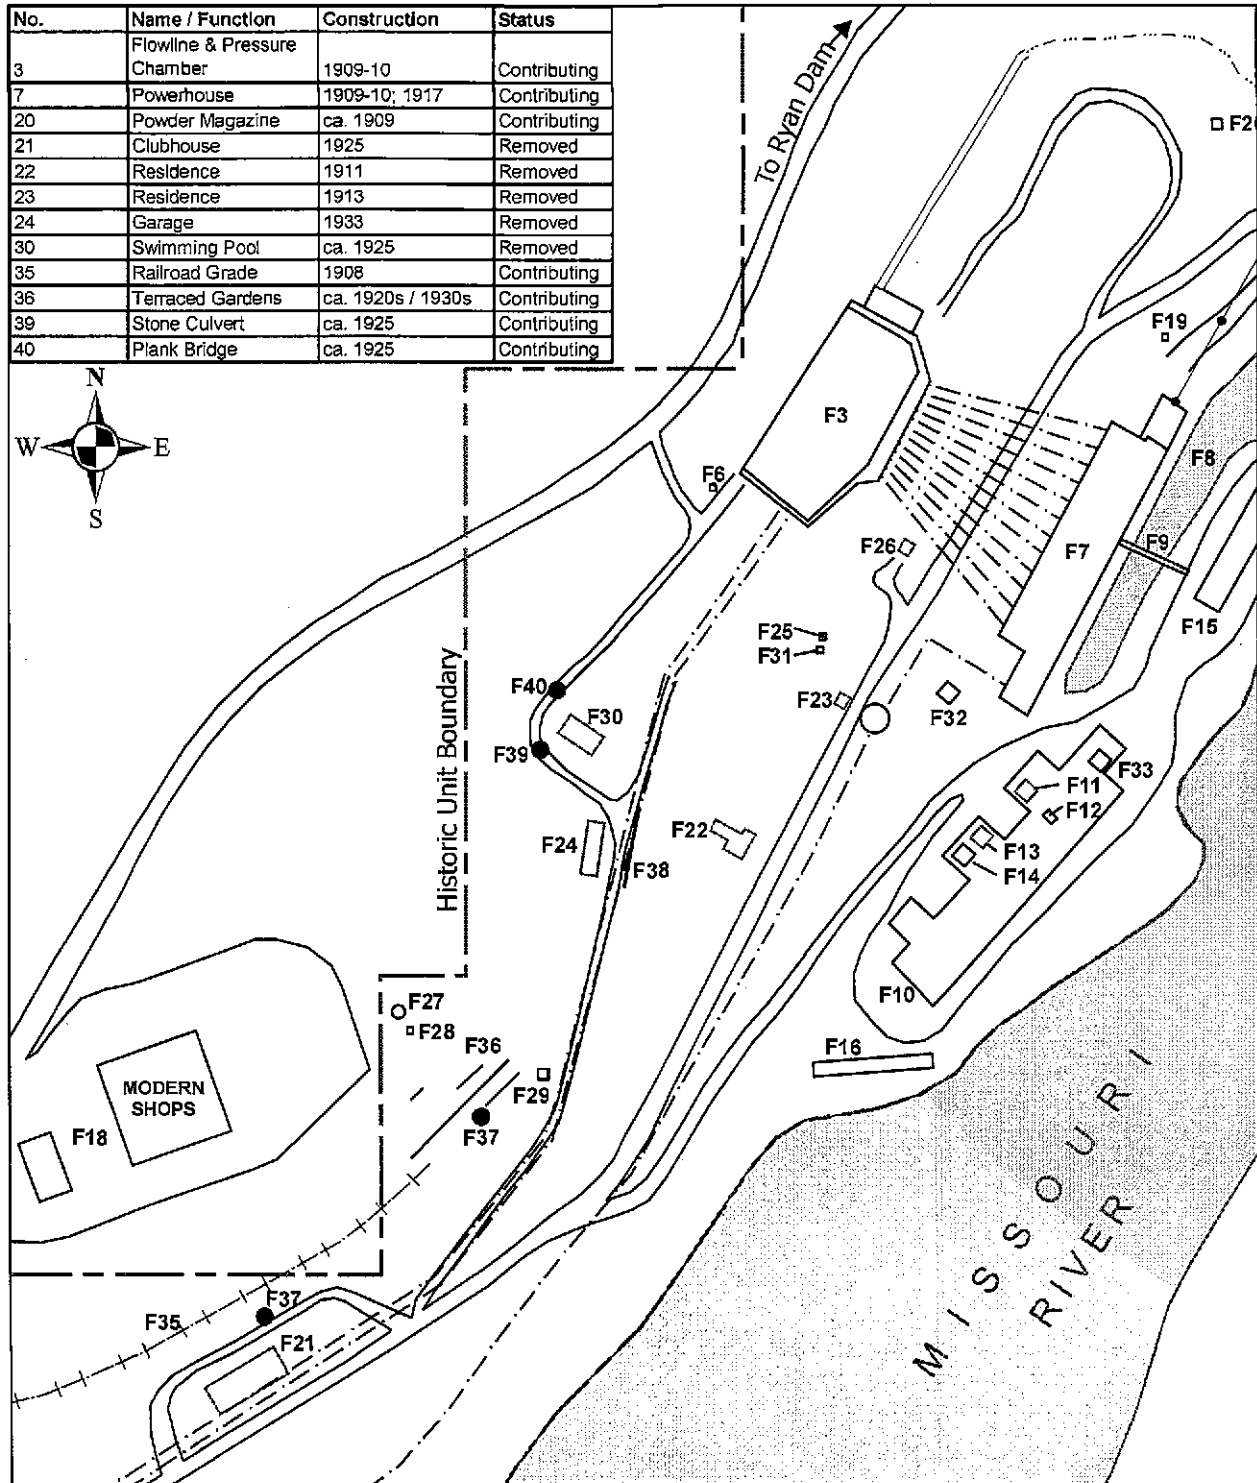 No. Name / Function Construction Status
Flowline & Pressure
3 Chamber 1909-10 Contributing
7 Powerhouse 1909-10; 1917 Contributing
20 Powder Magazine ca. 1909 Contributing
21 Clubhouse 1925 Removed
22 Residence 1911 Removed
23 Residence 1913 Removed
24 Garage 1933 Removed
30 Swimming Pool ca. 1925 Removed
35 Railroad Grade 1908 Contributing
36 Terraced Gardens ca. 1920s / 1930s Contributing
39 Stone Culvert ca. 1925 Contributing
40 Plank Bridge ca. 1925 Contributing
To Ryan Dam
N
W E
S
F19
F3
F8
F6
F26
F9
F7
F25
F31
F15
F40
F23
F32
F30
F39
F33
F11
F12
F22
F24
F13
F14
F38
Historic Unit Boundary
F10
F27
F28
F36
F16
F29
MODERN
SHOPS
F37
F18
F37
F35
F21
MISSOURI
RIVER